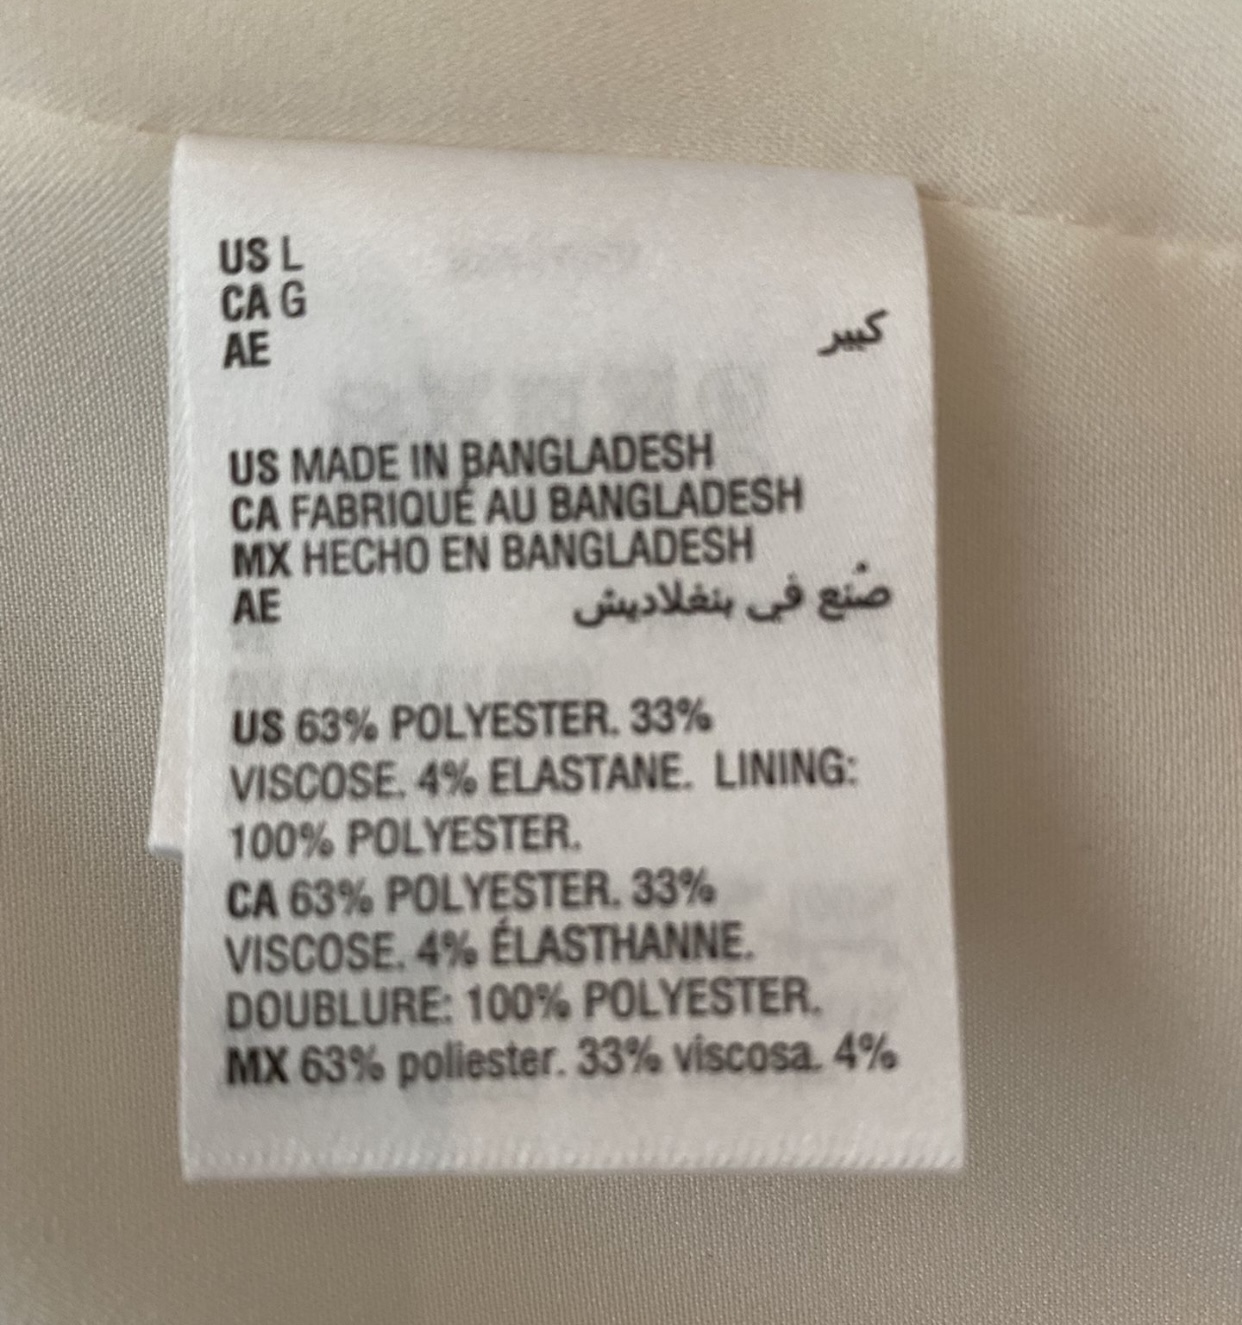 US L
CA G
AE كبير
US MADE IN BANGLADESH
CA FABRIQUÉ AU BANGLADESH
MX HECHO EN BANGLADESH
AE صُنع في بنغلاديش
US 63% POLYESTER. 33%
VISCOSE. 4% ELASTANE. LINING:
100% POLYESTER.
CA 63% POLYESTER. 33%
VISCOSE. 4% ÉLASTHANNE.
DOUBLURE: 100% POLYESTER.
MX 63% poliester. 33% viscosa. 4%